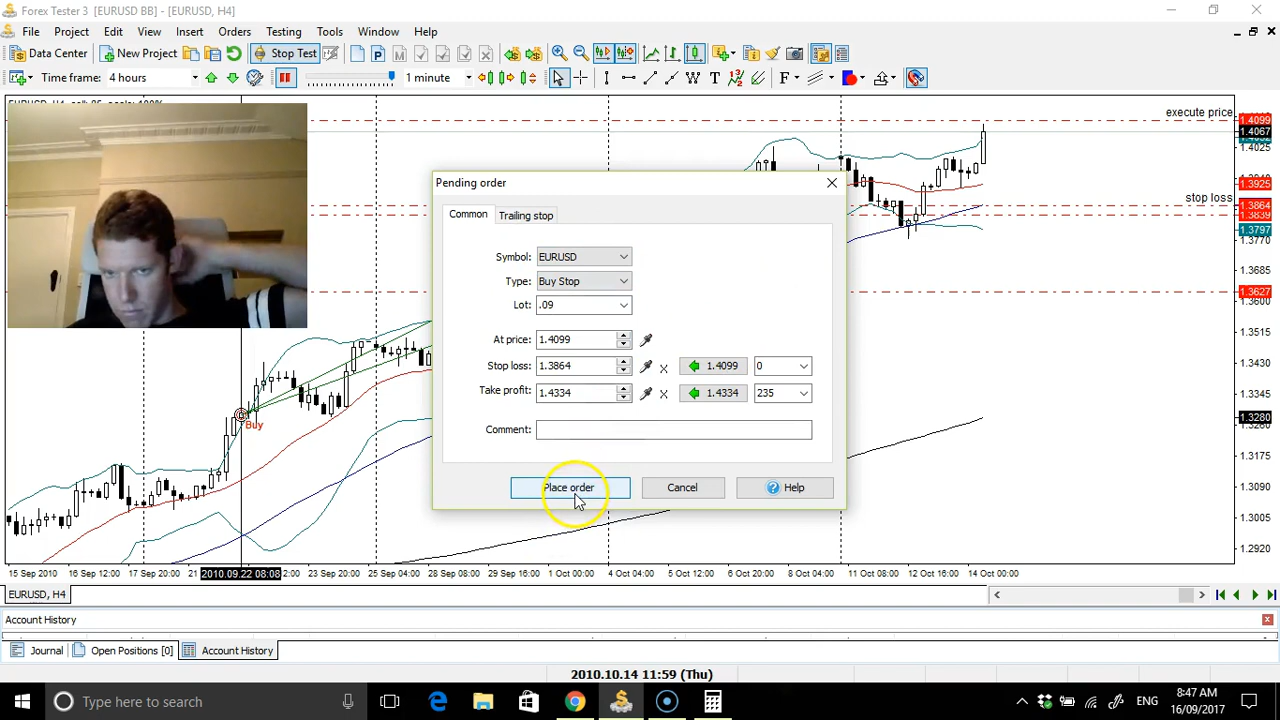 Forex Tester 3 [EURUSD BB] - [EURUSD, H4]
File Project Edit View Insert Orders Testing Tools Window Help
Data Center New Project Stop Test
Time frame: 4 hours 1 minute
execute price
1.4099
1.4067
1.4025
1.3925
stop loss
1.3864
1.3839
1.3797
1.3770
1.3685
1.3627
1.3515
1.3430
1.3345
1.3280
1.3175
1.3090
1.3005
1.2920
Buy
Pending order
Common Trailing stop
Symbol: EURUSD
Type: Buy Stop
Lot: .09
At price: 1.4099
Stop loss: 1.3864 x 1.4099 0
Take profit: 1.4334 x 1.4334 235
Comment:
Place order Cancel Help
15 Sep 2010 16 Sep 12:00 17 Sep 20:00 21 2010.09.22 08:08 2:00 23 Sep 20:00 25 Sep 04:00 28 Sep 08:00 29 Sep 16:00 1 Oct 00:00 4 Oct 04:00 5 Oct 12:00 6 Oct 20:00 8 Oct 04:00 11 Oct 08:00 12 Oct 16:00 14 Oct 00:00
EURUSD, H4
Account History
Journal Open Positions [0] Account History
2010.10.14 11:59 (Thu)
Type here to search
ENG
8:47 AM
16/09/2017